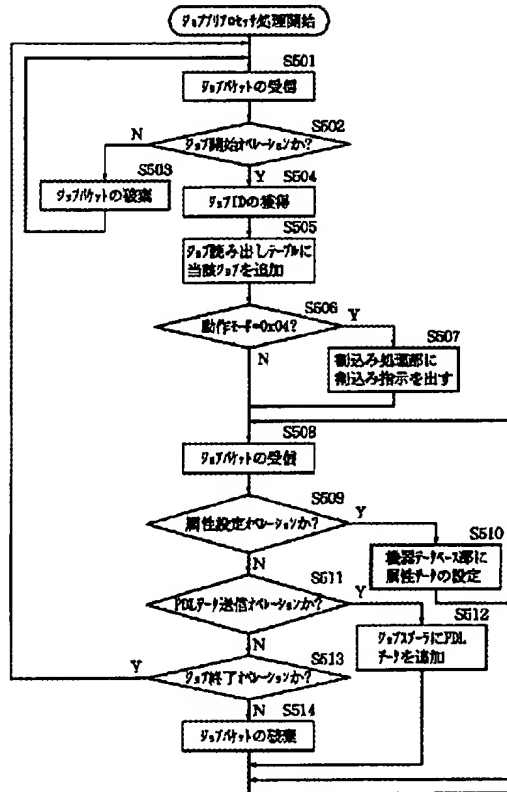 ジョブプリプロセッサ処理開始
S501
ジョブパケットの受信
S502
ジョブ開始オペレーションか?
N
Y
S503
ジョブパケットの破棄
S504
ジョブIDの獲得
S505
ジョブ読み出しテーブルに
当該ジョブを追加
S506
動作モード=0x04?
Y
N
S507
割込み処理部に
割込み指示を出す
S508
ジョブパケットの受信
S509
属性設定オペレーションか?
Y
N
S510
機器データベース部に
属性データの設定
S511
PDLデータ送信オペレーションか?
Y
N
S512
ジョブスプーラにPDL
データを追加
S513
ジョブ終了オペレーションか?
Y
N
S514
ジョブパケットの破棄